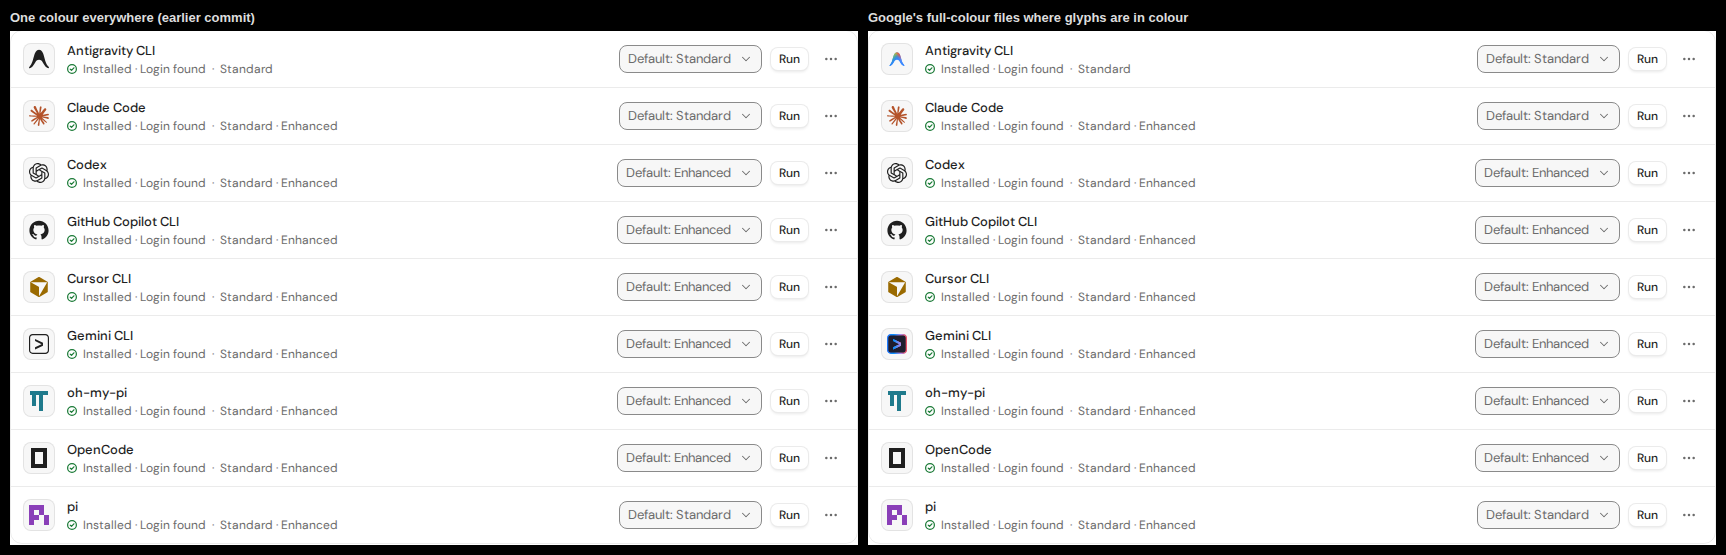 One colour everywhere (earlier commit)
Antigravity CLI
Default: Standard
Run
Installed · Login found · Standard
Claude Code
Default: Standard
Run
Installed · Login found · Standard · Enhanced
Codex
Default: Enhanced
Run
Installed · Login found · Standard · Enhanced
GitHub Copilot CLI
Default: Enhanced
Run
Installed · Login found · Standard · Enhanced
Cursor CLI
Default: Enhanced
Run
Installed · Login found · Standard · Enhanced
Gemini CLI
Default: Enhanced
Run
Installed · Login found · Standard · Enhanced
oh-my-pi
Default: Enhanced
Run
Installed · Login found · Standard · Enhanced
OpenCode
Default: Enhanced
Run
Installed · Login found · Standard · Enhanced
pi
Default: Standard
Run
Installed · Login found · Standard · Enhanced
Google's full-colour files where glyphs are in colour
Antigravity CLI
Default: Standard
Run
Installed · Login found · Standard
Claude Code
Default: Standard
Run
Installed · Login found · Standard · Enhanced
Codex
Default: Enhanced
Run
Installed · Login found · Standard · Enhanced
GitHub Copilot CLI
Default: Enhanced
Run
Installed · Login found · Standard · Enhanced
Cursor CLI
Default: Enhanced
Run
Installed · Login found · Standard · Enhanced
Gemini CLI
Default: Enhanced
Run
Installed · Login found · Standard · Enhanced
oh-my-pi
Default: Enhanced
Run
Installed · Login found · Standard · Enhanced
OpenCode
Default: Enhanced
Run
Installed · Login found · Standard · Enhanced
pi
Default: Standard
Run
Installed · Login found · Standard · Enhanced